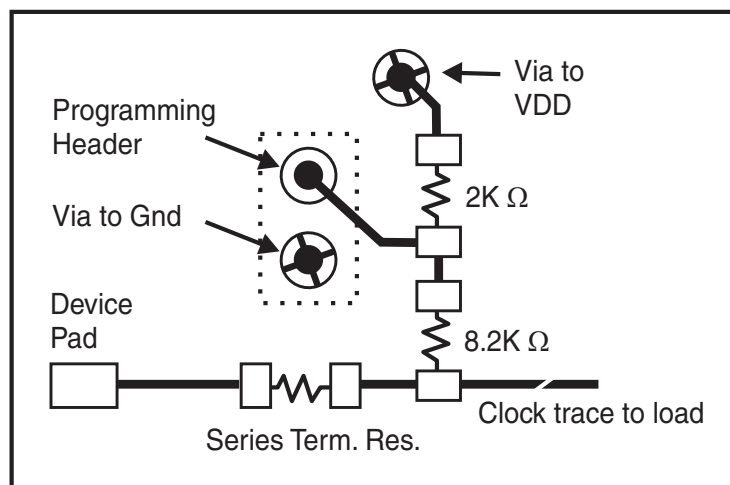 Via to
VDD
Programming
Header
2K Ω
Via to Gnd
Device
Pad
8.2K Ω
Clock trace to load
Series Term. Res.